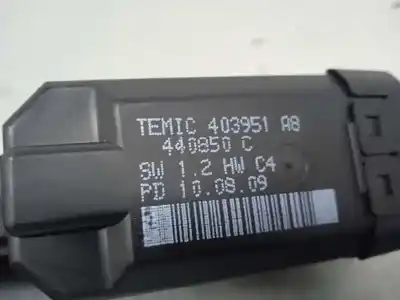 TEMIC 403951 A8
440850 C
SW 1.2 HW C4
PD 10.08.09